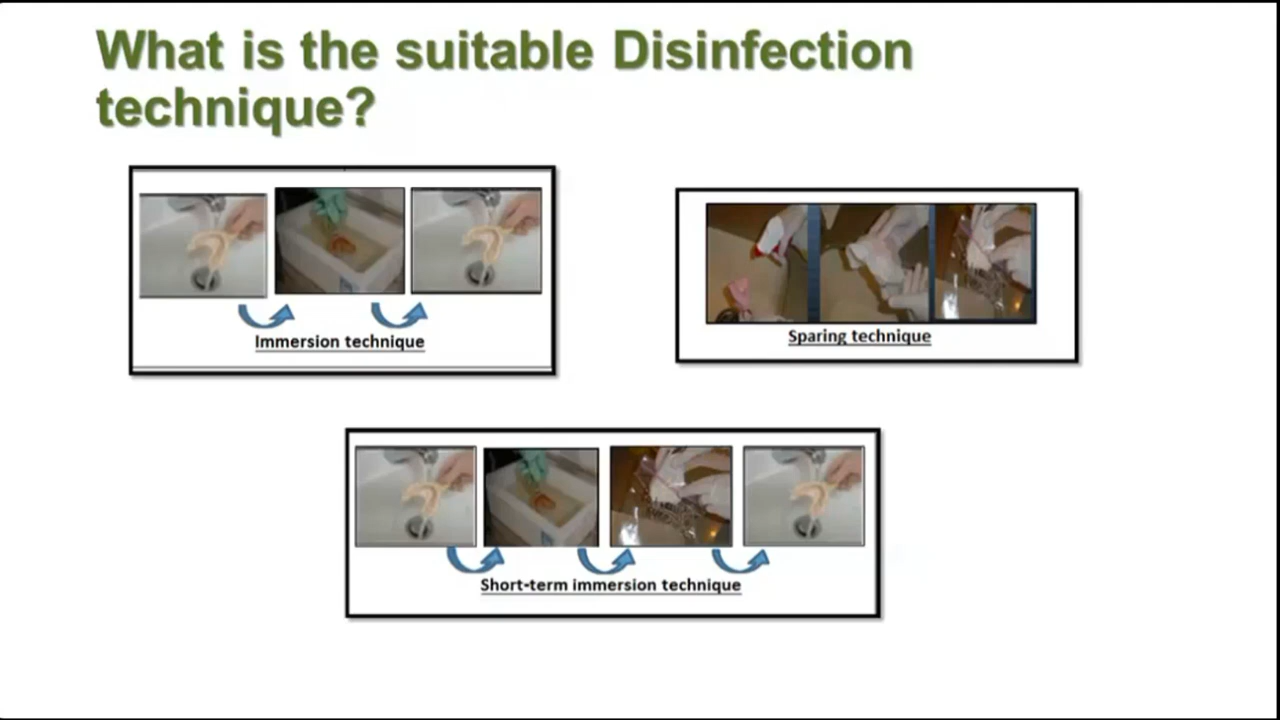 What is the suitable Disinfection
technique?
Immersion technique
Sparing technique
Short-term immersion technique